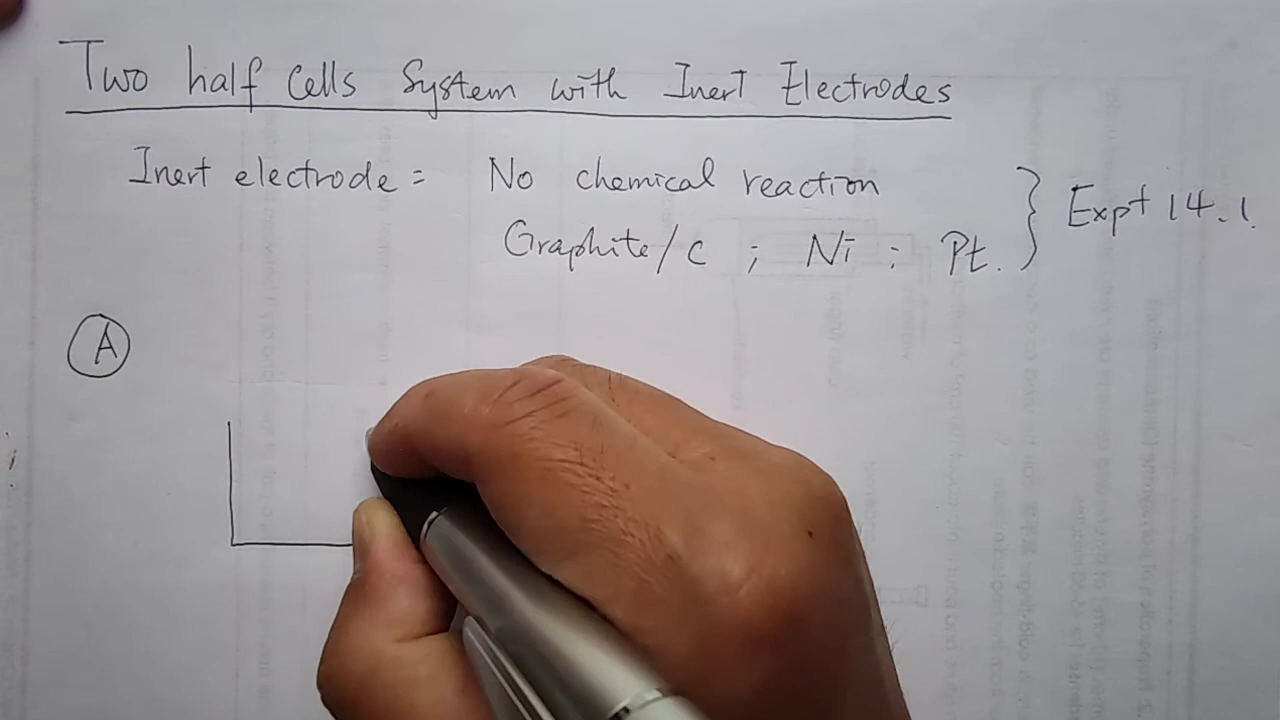 Two half Cells System with Inert Electrodes
Inert electrode = No chemical reaction
Graphite/C ; Ni ; Pt.
} Expt 14.1
A